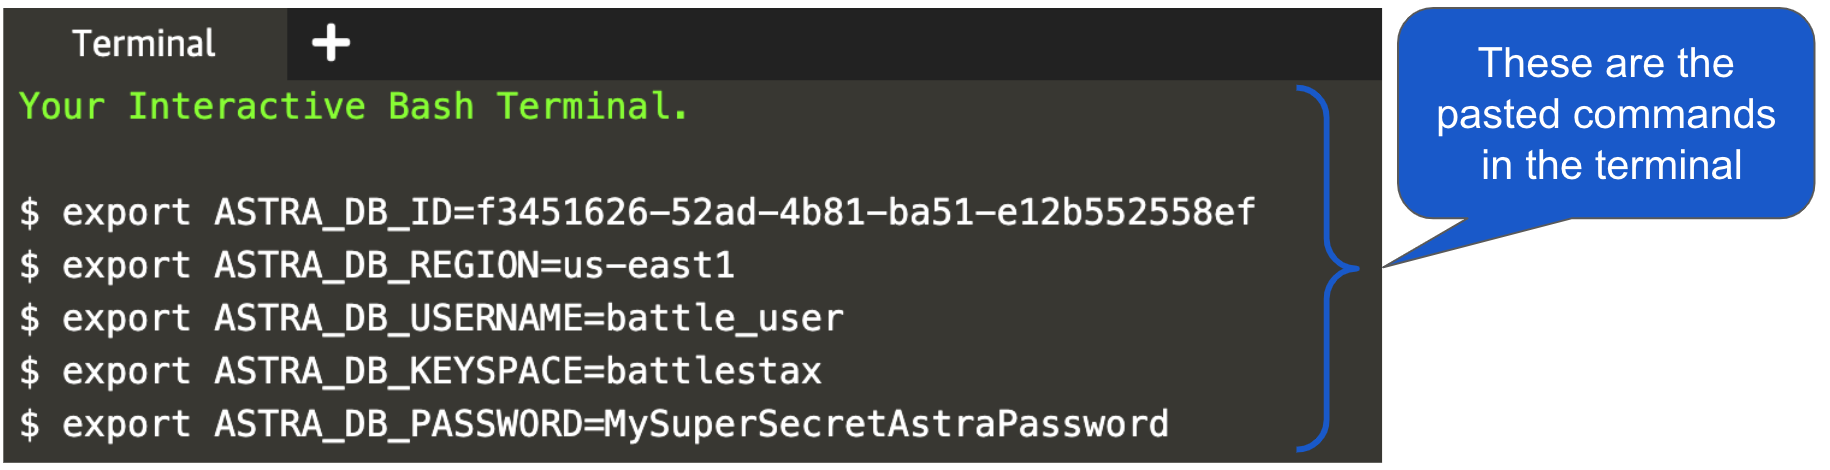 Terminal +
Your Interactive Bash Terminal.
$ export ASTRA_DB_ID=f3451626-52ad-4b81-ba51-e12b552558ef
$ export ASTRA_DB_REGION=us-east1
$ export ASTRA_DB_USERNAME=battle_user
$ export ASTRA_DB_KEYSPACE=battlestax
$ export ASTRA_DB_PASSWORD=MySuperSecretAstraPassword
These are the
pasted commands
in the terminal